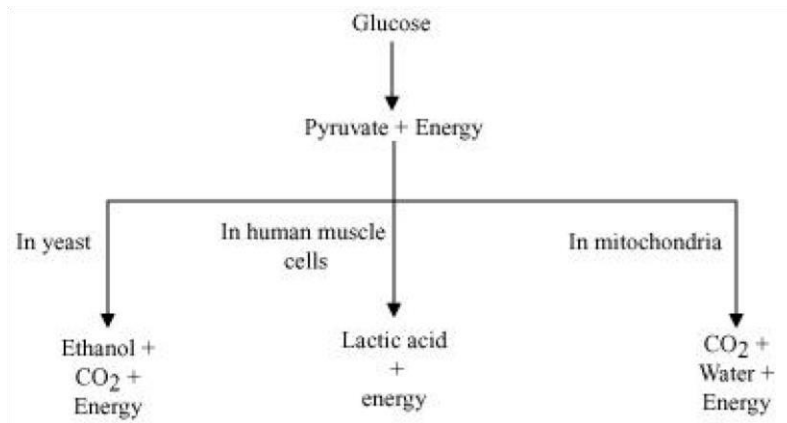 Glucose
Pyruvate + Energy
In yeast
In human muscle
cells
In mitochondria
Ethanol +
CO2 +
Energy
Lactic acid
+
energy
CO2 +
Water +
Energy